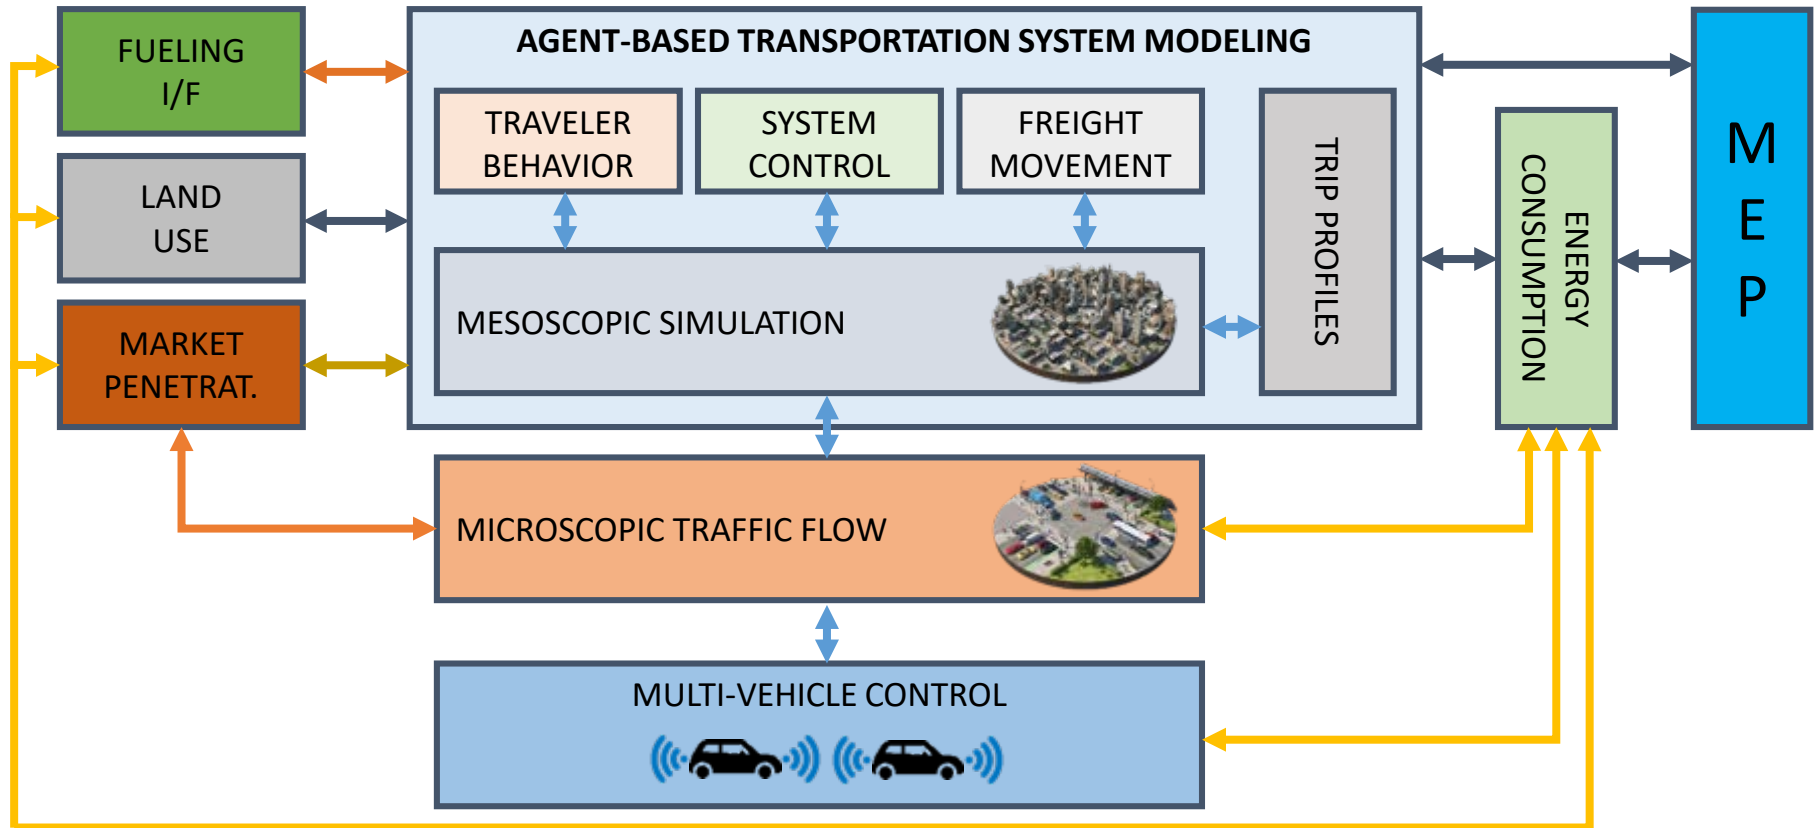 AGENT-BASED TRANSPORTATION SYSTEM MODELING
FUELING
I/F
LAND
USE
MARKET
PENETRAT.
TRAVELER
BEHAVIOR
SYSTEM
CONTROL
FREIGHT
MOVEMENT
TRIP PROFILES
MESOSCOPIC SIMULATION
ENERGY
CONSUMPTION
M
E
P
MICROSCOPIC TRAFFIC FLOW
MULTI-VEHICLE CONTROL